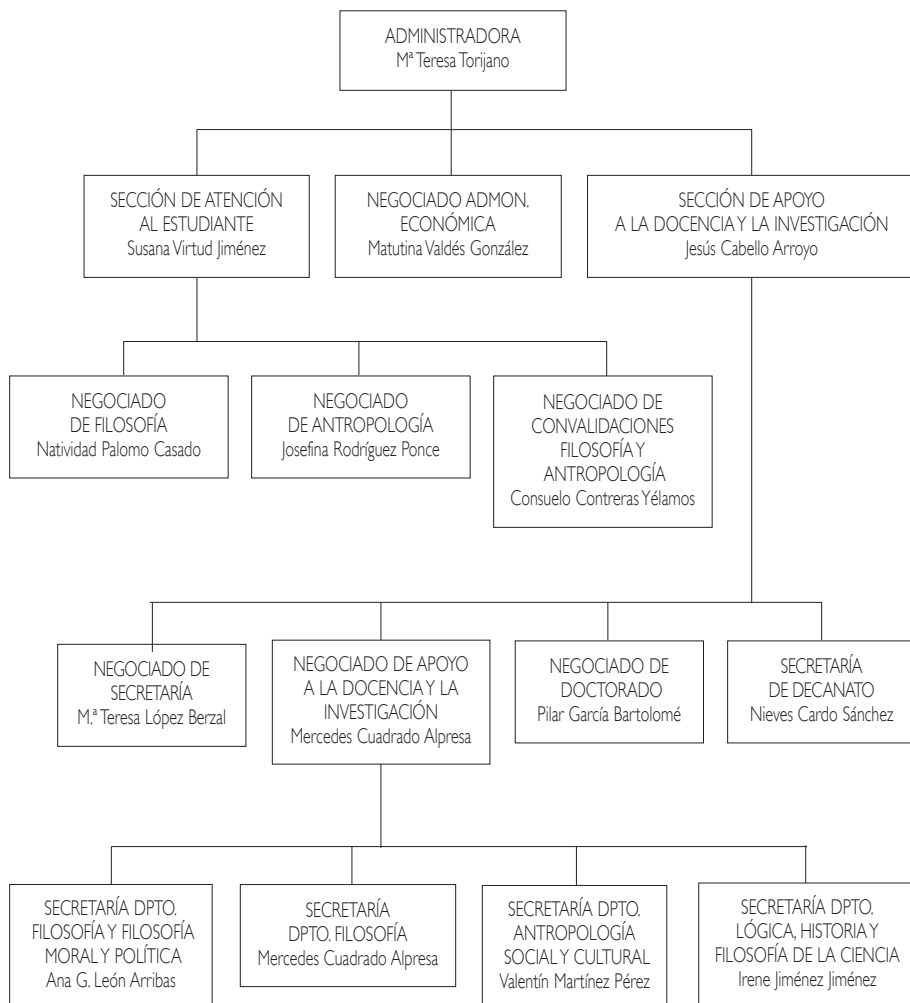 ADMINISTRADORA
Mª Teresa Torijano
SECCIÓN DE ATENCIÓN
AL ESTUDIANTE
Susana Virtud Jiménez
NEGOCIADO ADMON.
ECONÓMICA
Matutina Valdés González
SECCIÓN DE APOYO
A LA DOCENCIA Y LA INVESTIGACIÓN
Jesús Cabello Arroyo
NEGOCIADO
DE FILOSOFÍA
Natividad Palomo Casado
NEGOCIADO
DE ANTROPOLOGÍA
Josefina Rodríguez Ponce
NEGOCIADO DE
CONVALIDACIONES
FILOSOFÍA Y
ANTROPOLOGÍA
Consuelo Contreras Yélamos
NEGOCIADO DE
SECRETARÍA
M.ª Teresa López Berzal
NEGOCIADO DE APOYO
A LA DOCENCIA Y LA
INVESTIGACIÓN
Mercedes Cuadrado Alpresa
NEGOCIADO DE
DOCTORADO
Pilar García Bartolomé
SECRETARÍA
DE DECANATO
Nieves Cardo Sánchez
SECRETARÍA DPTO.
FILOSOFÍA Y FILOSOFÍA
MORAL Y POLÍTICA
Ana G. León Arribas
SECRETARÍA
DPTO. FILOSOFÍA
Mercedes Cuadrado Alpresa
SECRETARÍA DPTO.
ANTROPOLOGÍA
SOCIAL Y CULTURAL
Valentín Martínez Pérez
SECRETARÍA DPTO.
LÓGICA, HISTORIA Y
FILOSOFÍA DE LA CIENCIA
Irene Jiménez Jiménez